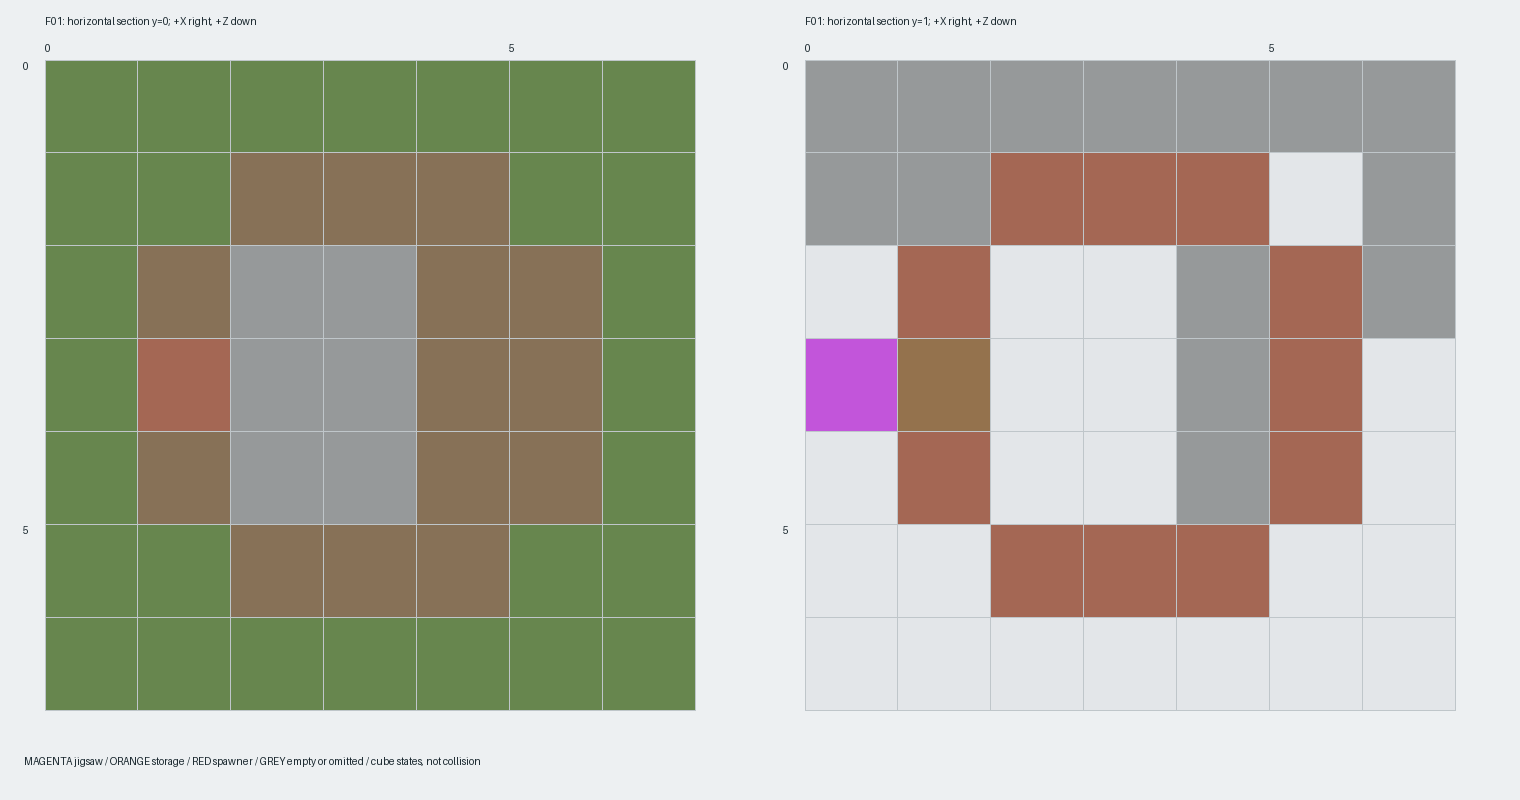 F01: horizontal section y=0; +X right, +Z down
F01: horizontal section y=1; +X right, +Z down
0 5
0 5
0
0
5
5
MAGENTA jigsaw / ORANGE storage / RED spawner / GREY empty or omitted / cube states, not collision